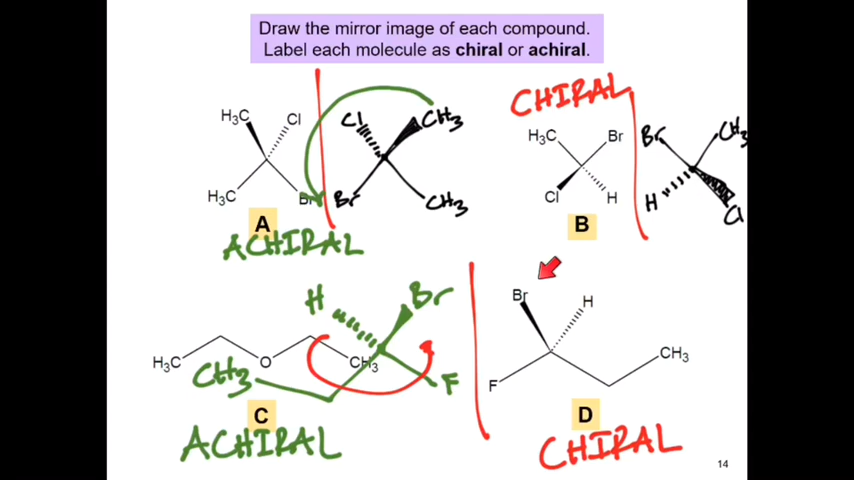 Draw the mirror image of each compound.
Label each molecule as chiral or achiral.
H₃C Cl
H₃C Br
A
ACHIRAL
Cl CH₃
Br CH₃
CHIRAL
H₃C Br
Cl H
B
Br CH₃
H Cl
H₃C O CH₃
C
ACHIRAL
H Br
CH₃ F
Br H
F CH₃
D
CHIRAL
14